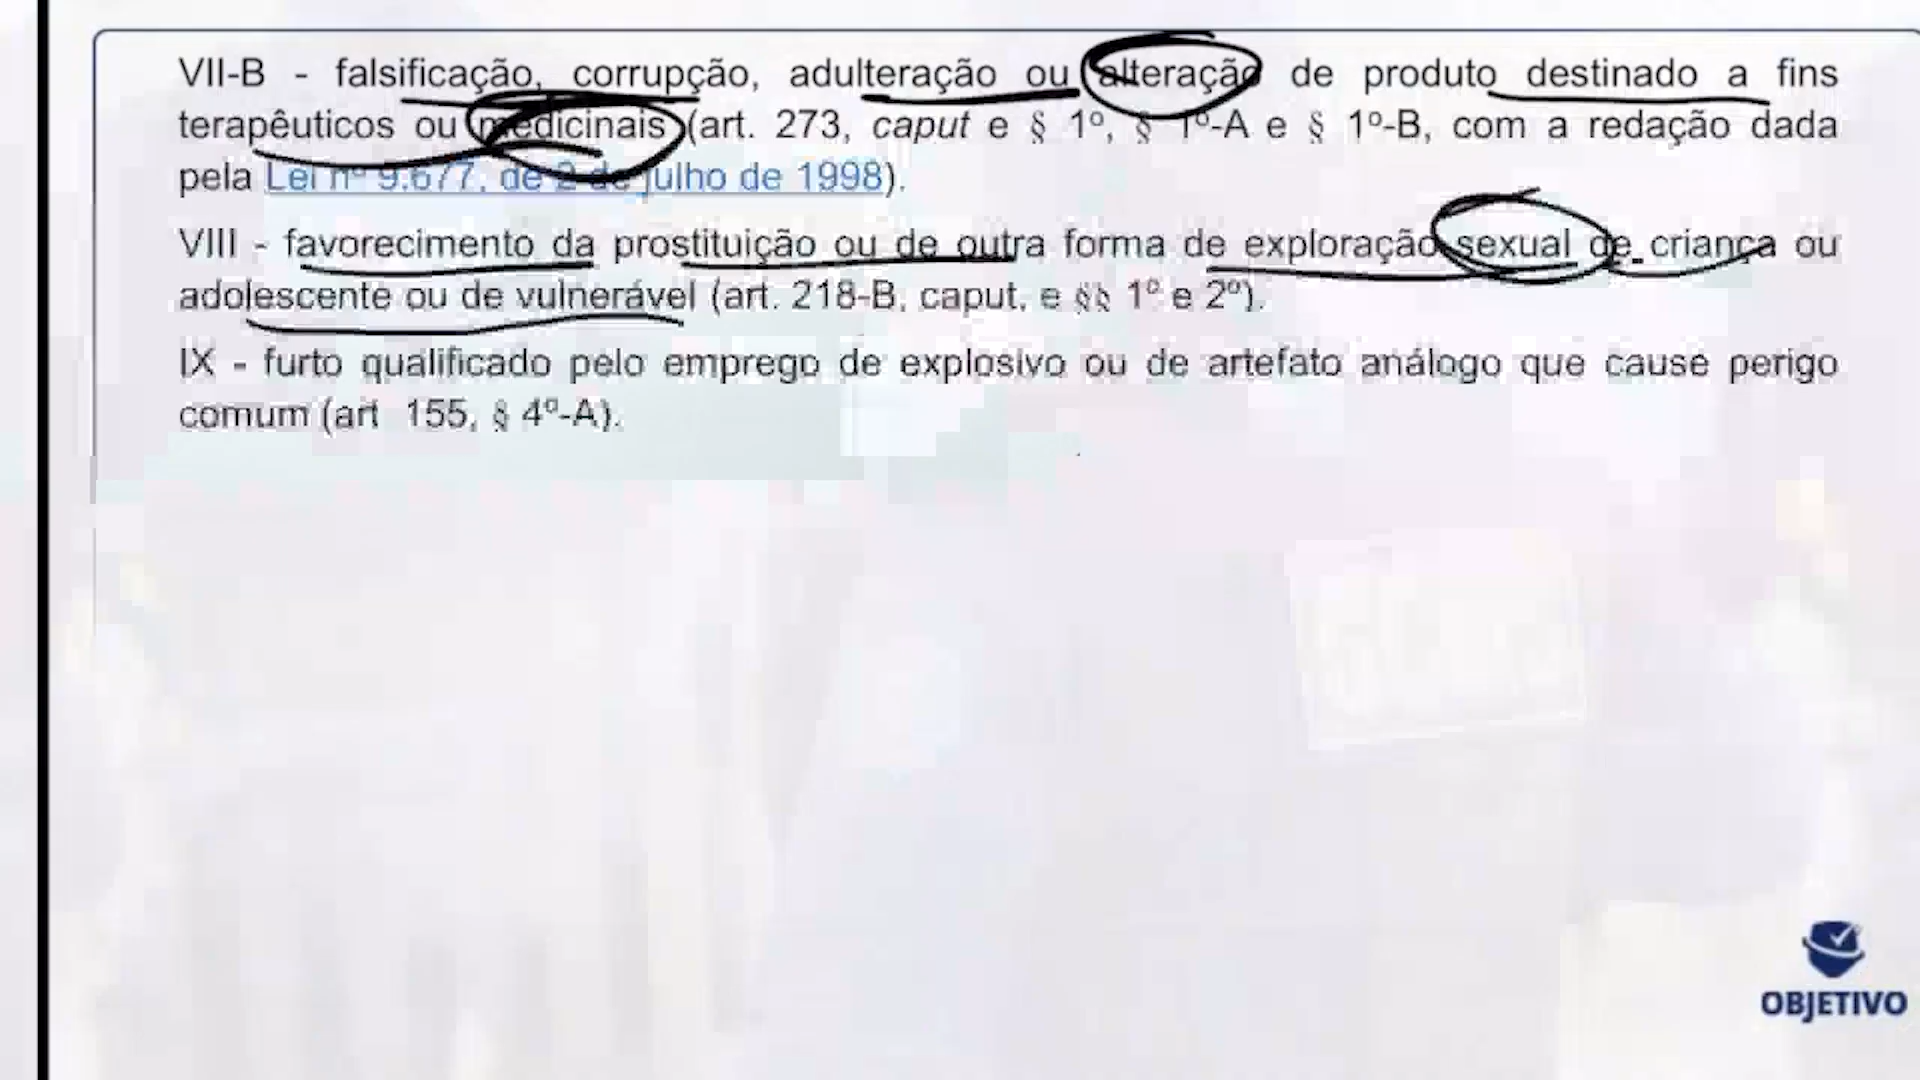 VII-B - falsificação, corrupção, adulteração ou alteração de produto destinado a fins
terapêuticos ou medicinais (art. 273, caput e § 1º, § 1º-A e § 1º-B, com a redação dada
pela Lei nº 9.677, de 2 de julho de 1998).
VIII - favorecimento da prostituição ou de outra forma de exploração sexual de criança ou
adolescente ou de vulnerável (art. 218-B, caput, e §§ 1º e 2º).
IX - furto qualificado pelo emprego de explosivo ou de artefato análogo que cause perigo
comum (art 155, § 4º-A).
OBJETIVO